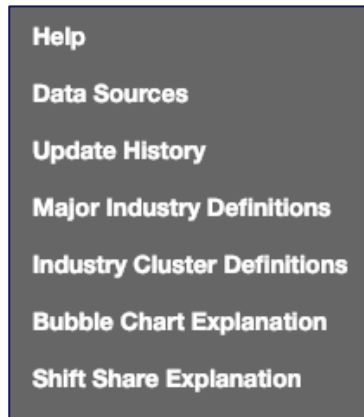 Help
Data Sources
Update History
Major Industry Definitions
Industry Cluster Definitions
Bubble Chart Explanation
Shift Share Explanation